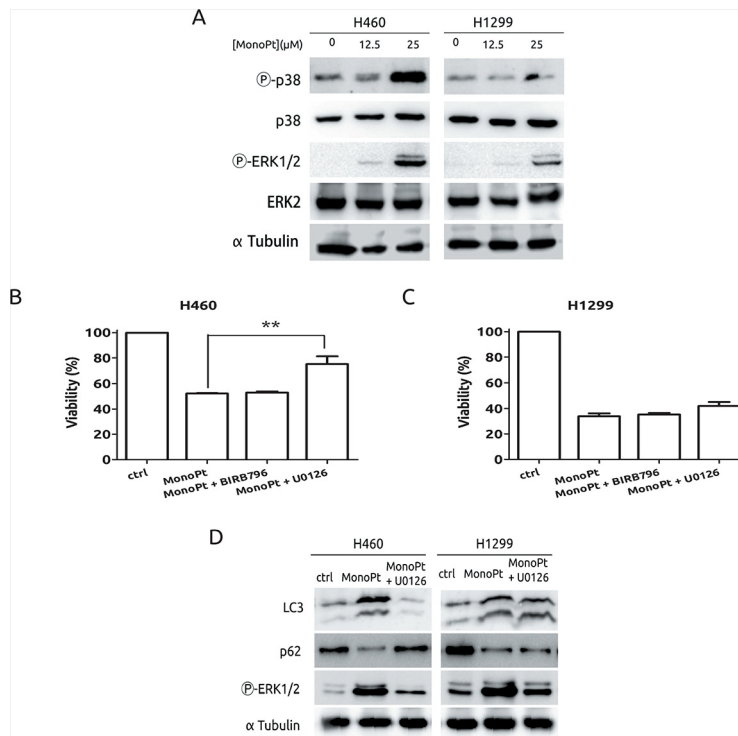 A
H460
H1299
[MonoPt](μM)
0
12.5
25
0
12.5
25
Ⓟ-p38
p38
Ⓟ-ERK1/2
ERK2
α Tubulin
B
H460
**
Viability (%)
100
80
60
40
20
0
ctrl
MonoPt
MonoPt + BIRB796
MonoPt + U0126
C
H1299
Viability (%)
100
80
60
40
20
0
ctrl
MonoPt
MonoPt + BIRB796
MonoPt + U0126
D
H460
H1299
ctrl
MonoPt
MonoPt
+ U0126
ctrl
MonoPt
MonoPt
+ U0126
LC3
p62
Ⓟ-ERK1/2
α Tubulin